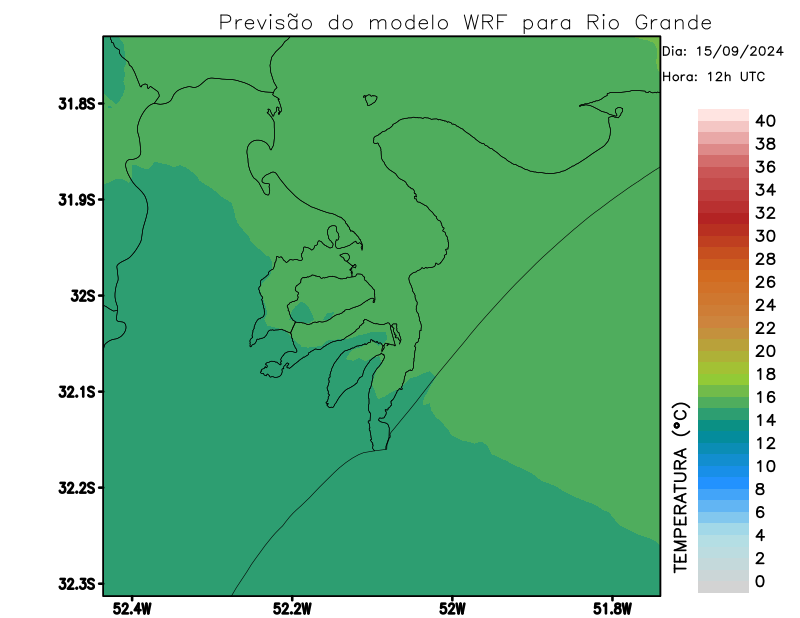 Previsão do modelo WRF para Rio Grande
Dia: 15/09/2024
Hora: 12h UTC
31.8S
31.9S
32S
32.1S
32.2S
32.3S
52.4W
52.2W
52W
51.8W
TEMPERATURA (°C)
40
38
36
34
32
30
28
26
24
22
20
18
16
14
12
10
8
6
4
2
0